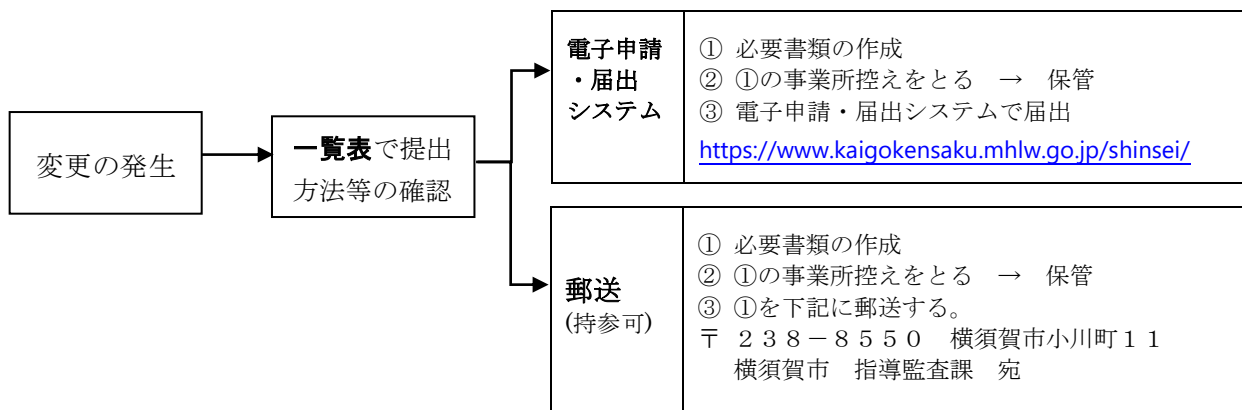 変更の発生
一覧表で提出
方法等の確認
電子申請
・届出
システム
① 必要書類の作成
② ①の事業所控えをとる → 保管
③ 電子申請・届出システムで届出
https://www.kaigokensaku.mhlw.go.jp/shinsei/
郵送
(持参可)
① 必要書類の作成
② ①の事業所控えをとる → 保管
③ ①を下記に郵送する。
〒 238-8550 横須賀市小川町11
横須賀市 指導監査課 宛